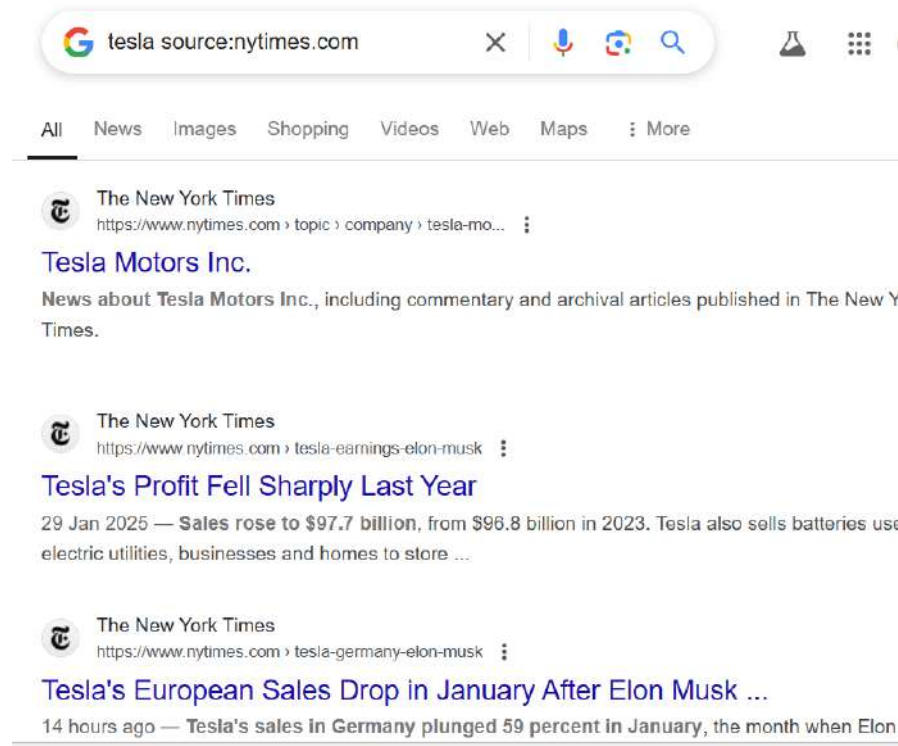 tesla source:nytimes.com
All News Images Shopping Videos Web Maps More
The New York Times
https://www.nytimes.com › topic › company › tesla-mo...
Tesla Motors Inc.
News about Tesla Motors Inc., including commentary and archival articles published in The New Y
Times.
The New York Times
https://www.nytimes.com › tesla-earnings-elon-musk
Tesla's Profit Fell Sharply Last Year
29 Jan 2025 — Sales rose to $97.7 billion, from $96.8 billion in 2023. Tesla also sells batteries use
electric utilities, businesses and homes to store ...
The New York Times
https://www.nytimes.com › tesla-germany-elon-musk
Tesla's European Sales Drop in January After Elon Musk ...
14 hours ago — Tesla's sales in Germany plunged 59 percent in January, the month when Elon